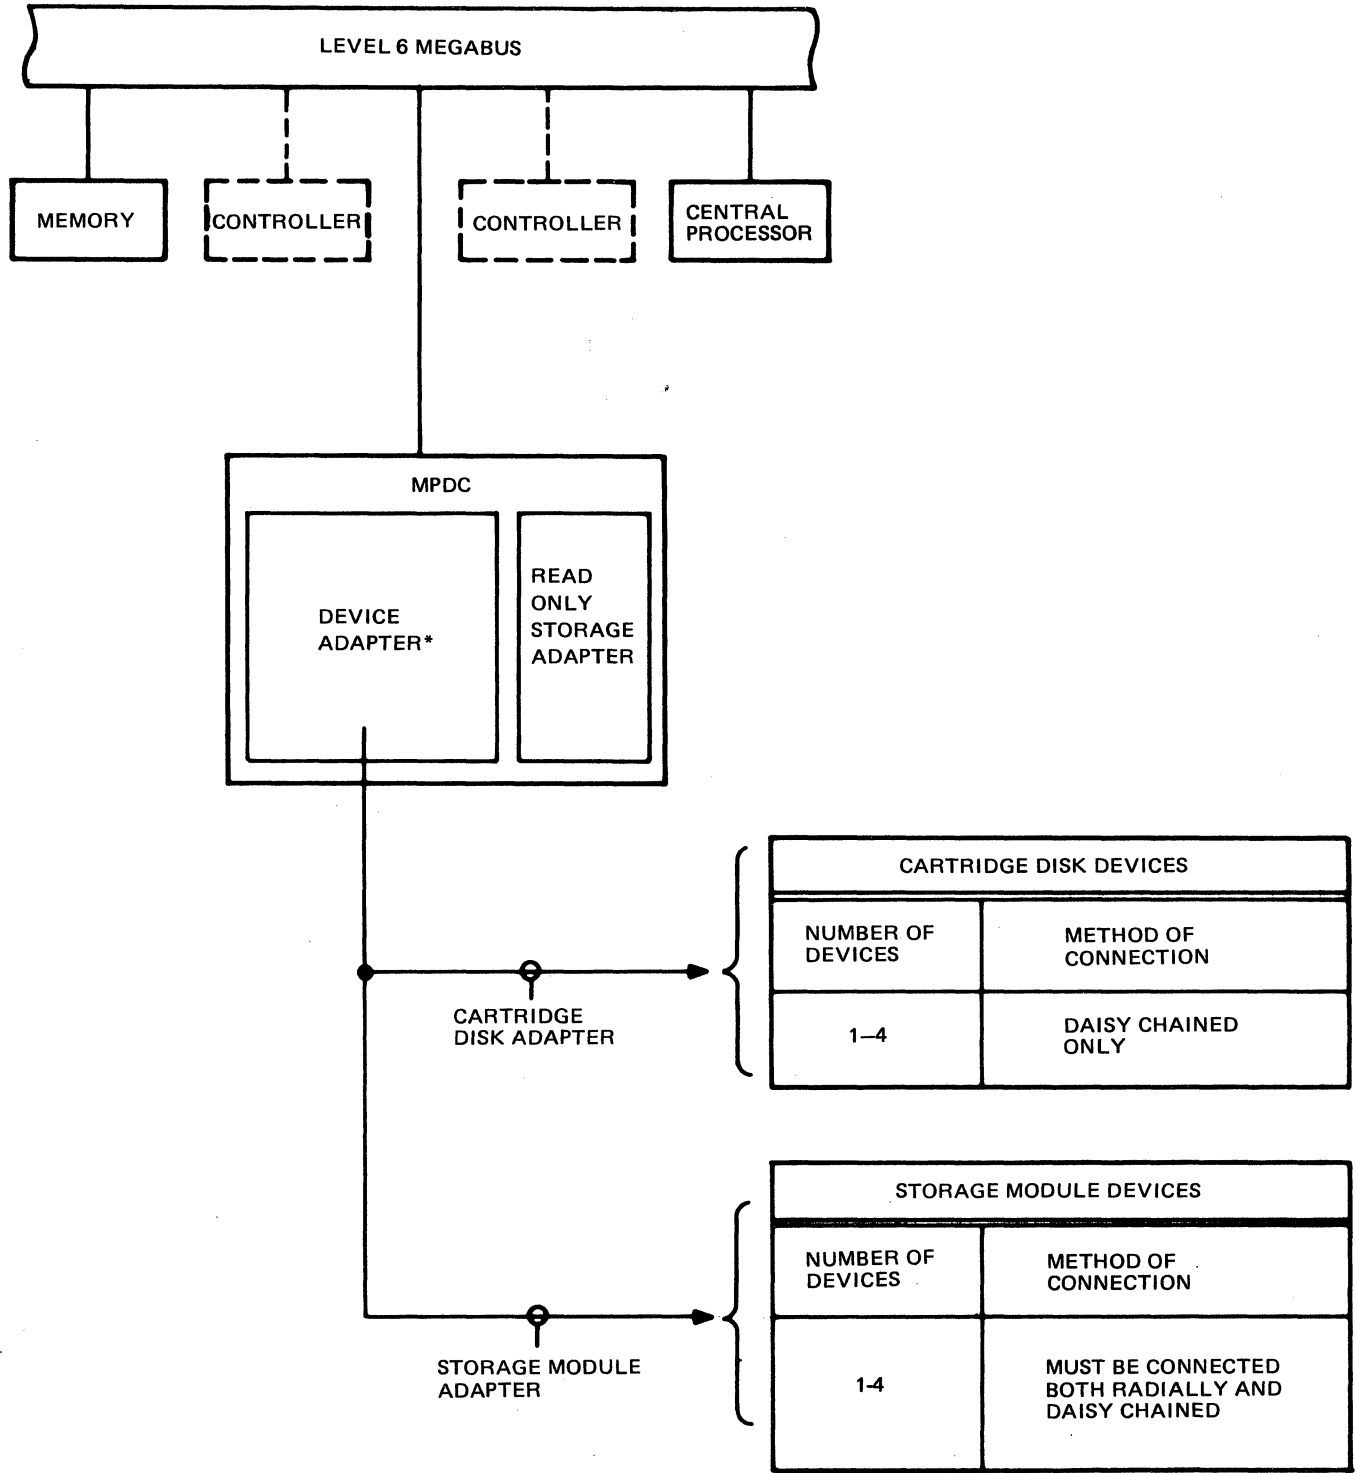 LEVEL 6 MEGABUS
MEMORY
CONTROLLER
CONTROLLER
CENTRAL
PROCESSOR
MPDC
DEVICE
ADAPTER*
READ
ONLY
STORAGE
ADAPTER
CARTRIDGE DISK DEVICES
NUMBER OF
DEVICES
METHOD OF
CONNECTION
1–4
DAISY CHAINED
ONLY
CARTRIDGE
DISK ADAPTER
STORAGE MODULE DEVICES
NUMBER OF
DEVICES
METHOD OF
CONNECTION
1-4
MUST BE CONNECTED
BOTH RADIALLY AND
DAISY CHAINED
STORAGE MODULE
ADAPTER